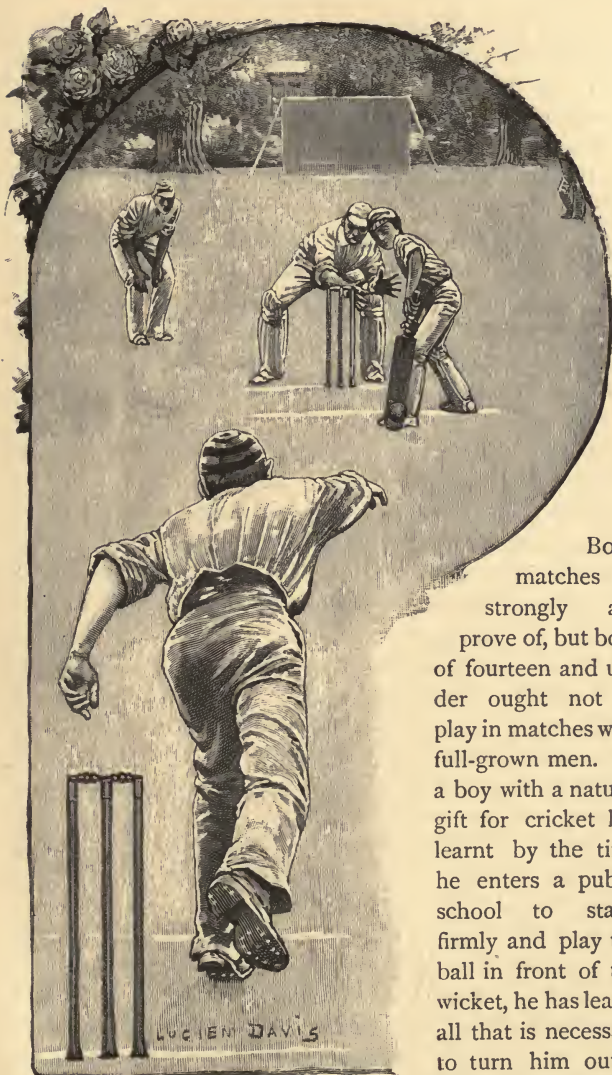 LUCIEN DAVIS
Bo
matches
strongly a
prove of, but bo
of fourteen and u
der ought not
play in matches w
full-grown men.
a boy with a natu
gift for cricket l
learnt by the ti
he enters a pub
school to sta
firmly and play
ball in front of t
wicket, he has lea
all that is necess
to turn him ou